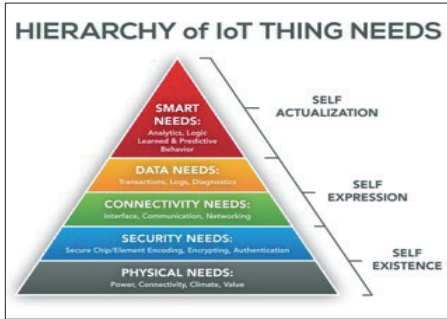 HIERARCHY of IoT THING NEEDS
SMART
NEEDS:
Analytics, Logic
Learned & Predictive
Behavior
SELF
ACTUALIZATION
DATA NEEDS:
Transactions, Logs, Diagnostics
SELF
EXPRESSION
CONNECTIVITY NEEDS:
Interface, Communication, Networking
SECURITY NEEDS:
Secure Chip/Element Encoding, Encrypting, Authentication
SELF
EXISTENCE
PHYSICAL NEEDS:
Power, Connectivity, Climate, Value